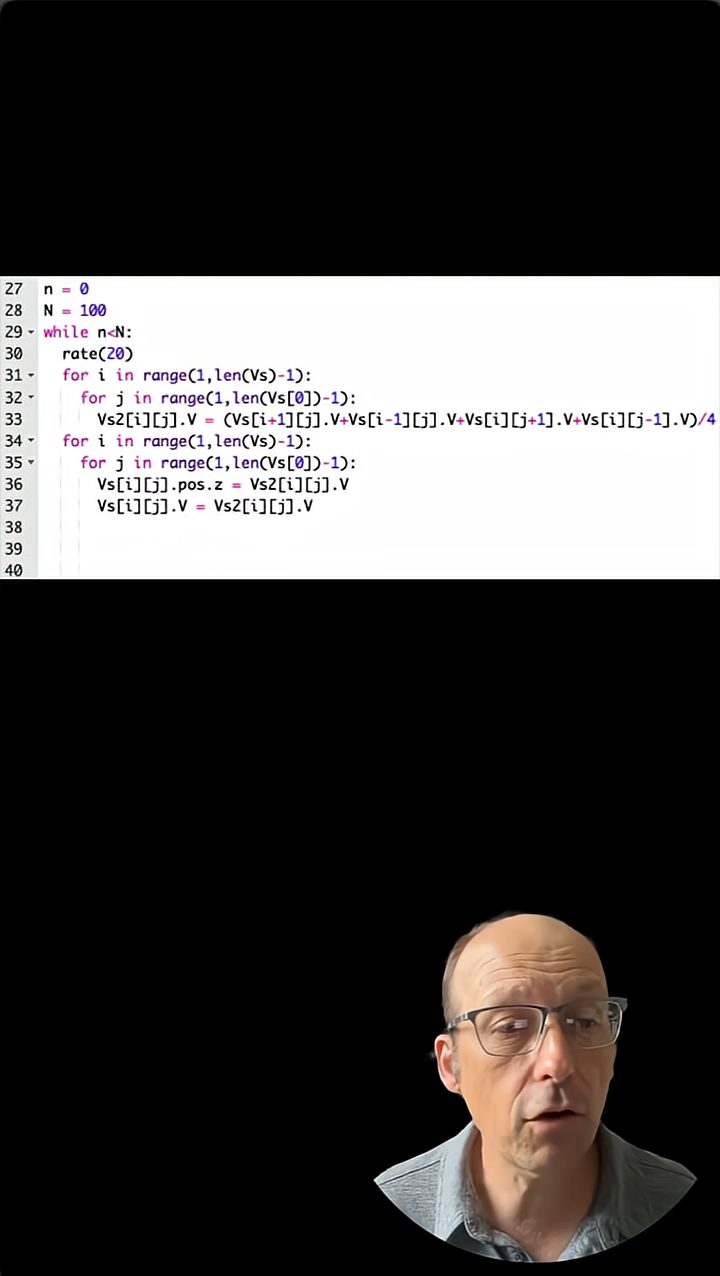 27 n = 0
28 N = 100
29 while n<N:
30   rate(20)
31   for i in range(1,len(Vs)-1):
32     for j in range(1,len(Vs[0])-1):
33       Vs2[i][j].V = (Vs[i+1][j].V+Vs[i-1][j].V+Vs[i][j+1].V+Vs[i][j-1].V)/4
34   for i in range(1,len(Vs)-1):
35     for j in range(1,len(Vs[0])-1):
36       Vs[i][j].pos.z = Vs2[i][j].V
37       Vs[i][j].V = Vs2[i][j].V
38
39
40